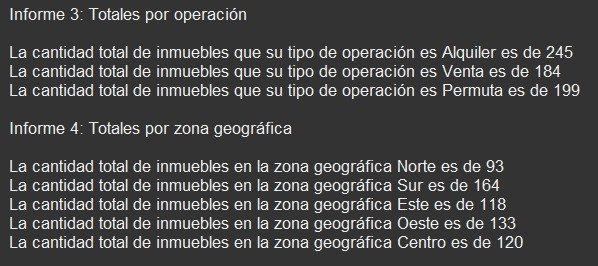 Informe 3: Totales por operación
La cantidad total de inmuebles que su tipo de operación es Alquiler es de 245
La cantidad total de inmuebles que su tipo de operación es Venta es de 184
La cantidad total de inmuebles que su tipo de operación es Permuta es de 199
Informe 4: Totales por zona geográfica
La cantidad total de inmuebles en la zona geográfica Norte es de 93
La cantidad total de inmuebles en la zona geográfica Sur es de 164
La cantidad total de inmuebles en la zona geográfica Este es de 118
La cantidad total de inmuebles en la zona geográfica Oeste es de 133
La cantidad total de inmuebles en la zona geográfica Centro es de 120